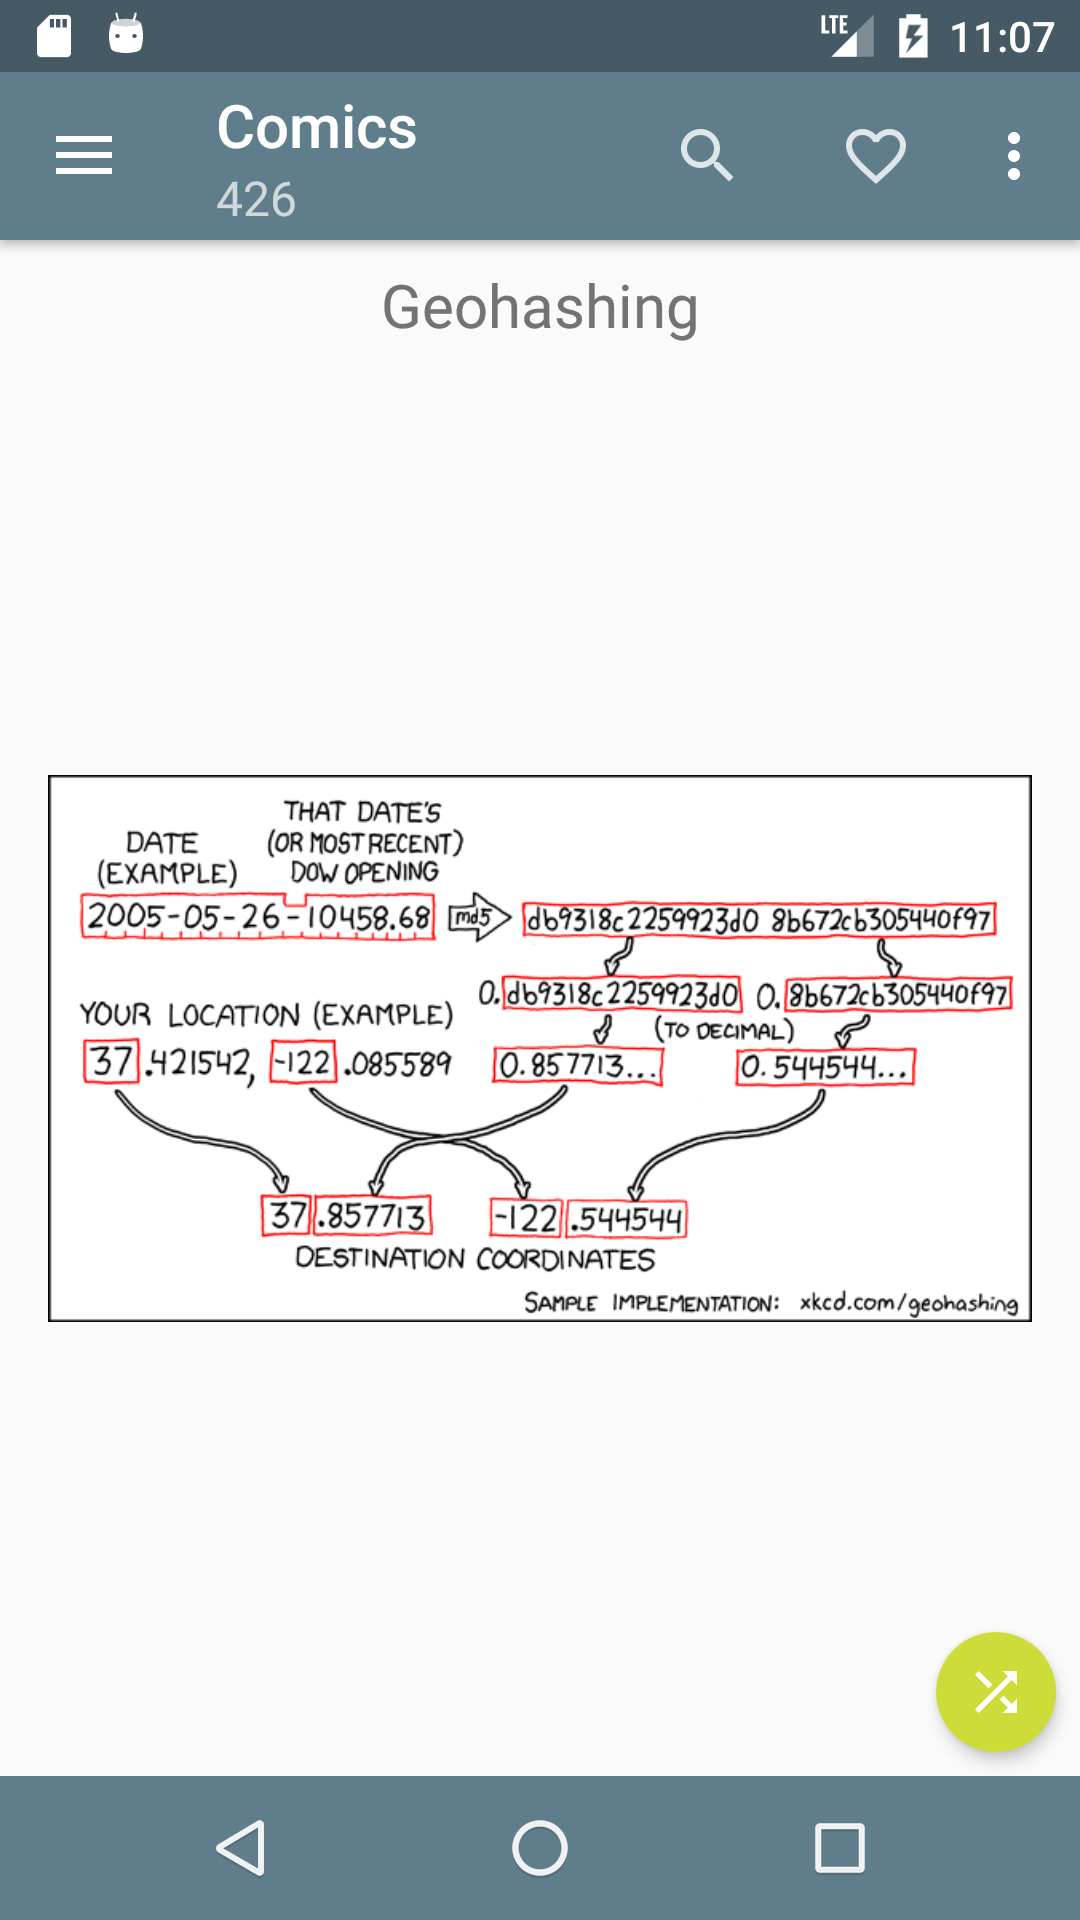 LTE 11:07
Comics
426
Geohashing
DATE
(EXAMPLE)
THAT DATE'S
(OR MOST RECENT)
DOW OPENING
2005-05-26-10458.68
md5
db9318c2259923d0 8b672cb305440f97
0.db9318c2259923d0 0.8b672cb305440f97
(TO DECIMAL)
0.857713... 0.544544...
YOUR LOCATION (EXAMPLE)
37.421542, -122.085589
37.857713 -122.544544
DESTINATION COORDINATES
SAMPLE IMPLEMENTATION: xkcd.com/geohashing